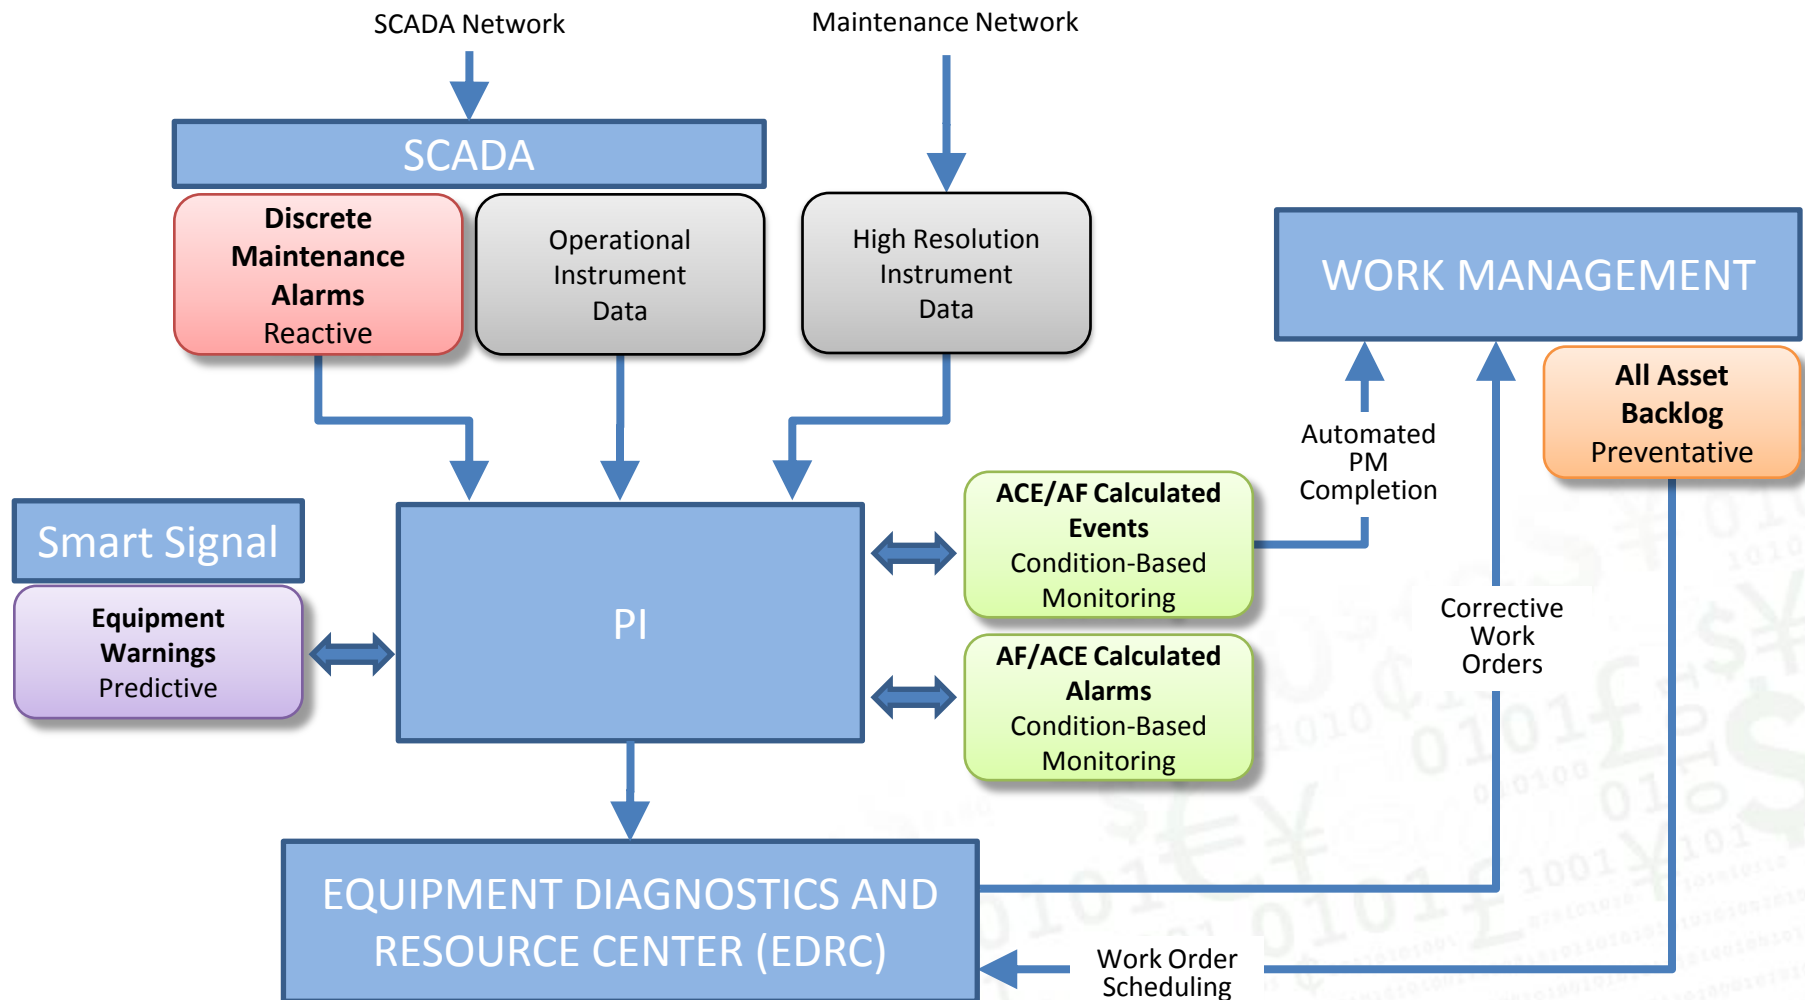 SCADA Network
Maintenance Network
SCADA
Discrete
Maintenance
Alarms
Reactive
Operational
Instrument
Data
High Resolution
Instrument
Data
WORK MANAGEMENT
All Asset
Backlog
Preventative
Automated
PM
Completion
ACE/AF Calculated
Events
Condition-Based
Monitoring
Smart Signal
Equipment
Warnings
Predictive
PI
AF/ACE Calculated
Alarms
Condition-Based
Monitoring
Corrective
Work
Orders
EQUIPMENT DIAGNOSTICS AND
RESOURCE CENTER (EDRC)
Work Order
Scheduling